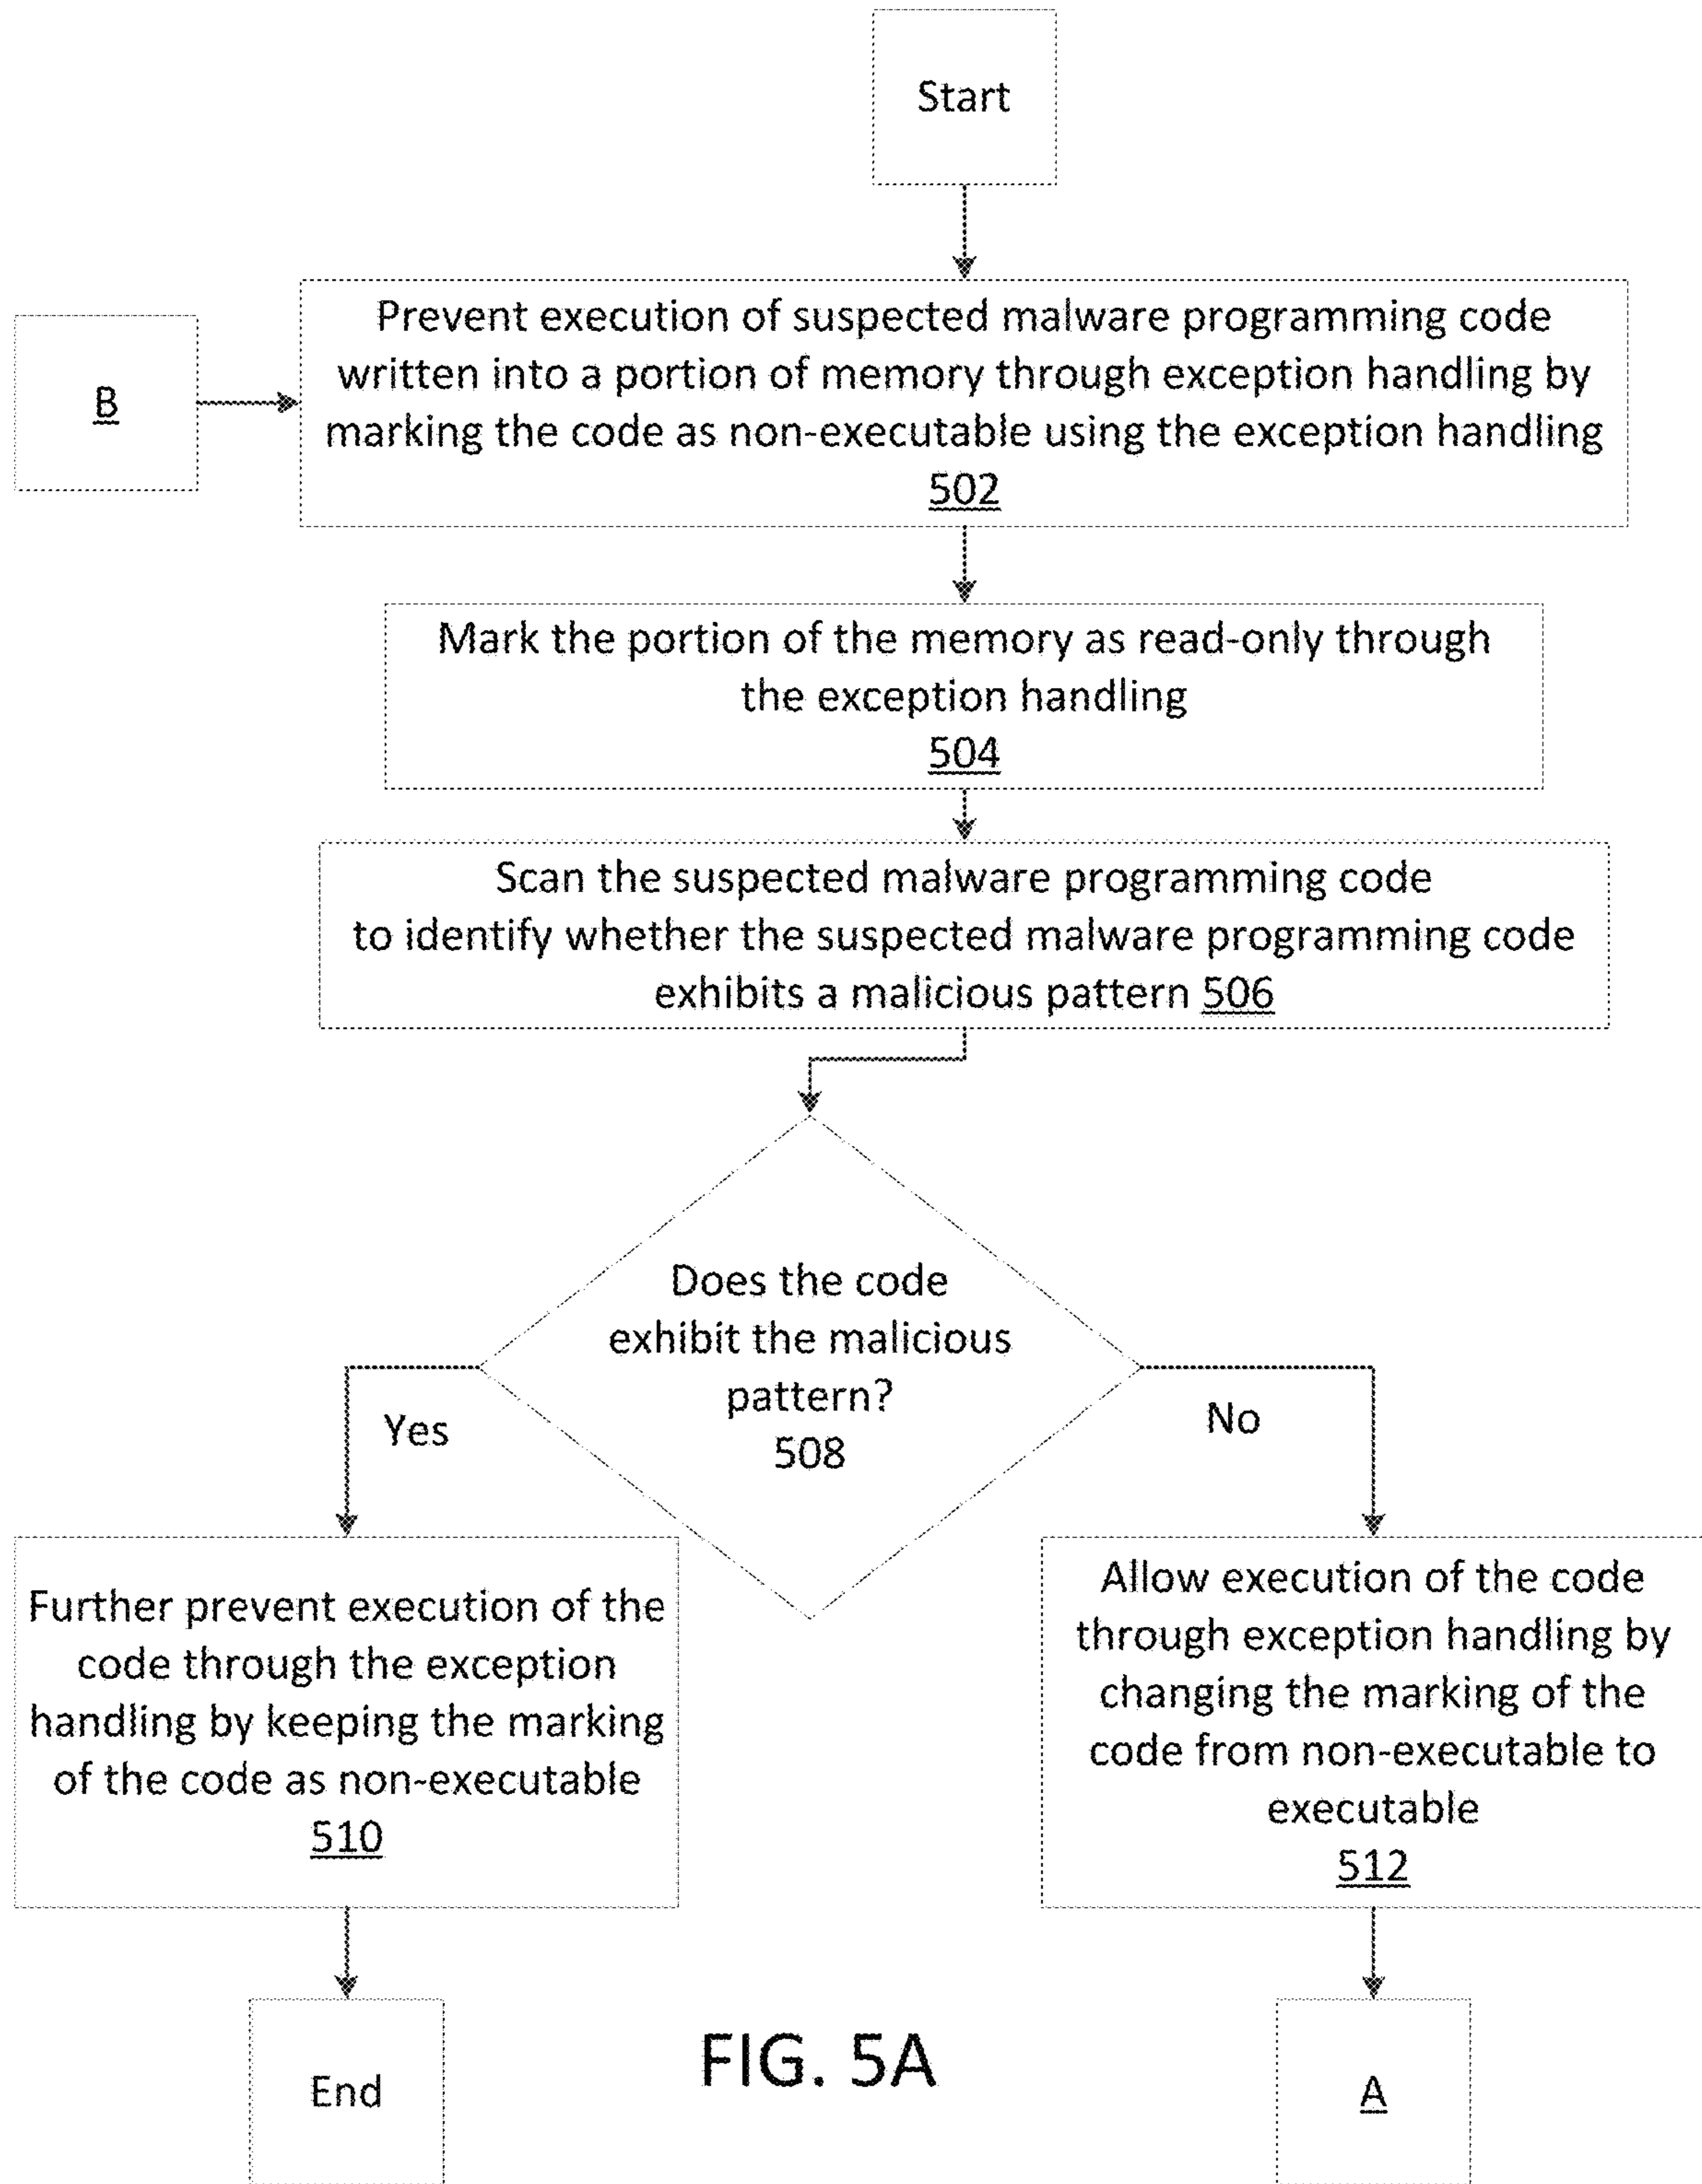 Start
B
Prevent execution of suspected malware programming code
written into a portion of memory through exception handling by
marking the code as non-executable using the exception handling
502
Mark the portion of the memory as read-only through
the exception handling
504
Scan the suspected malware programming code
to identify whether the suspected malware programming code
exhibits a malicious pattern 506
Does the code
exhibit the malicious
pattern?
508
Yes
No
Further prevent execution of the
code through the exception
handling by keeping the marking
of the code as non-executable
510
Allow execution of the code
through exception handling by
changing the marking of the
code from non-executable to
executable
512
End
FIG. 5A
A